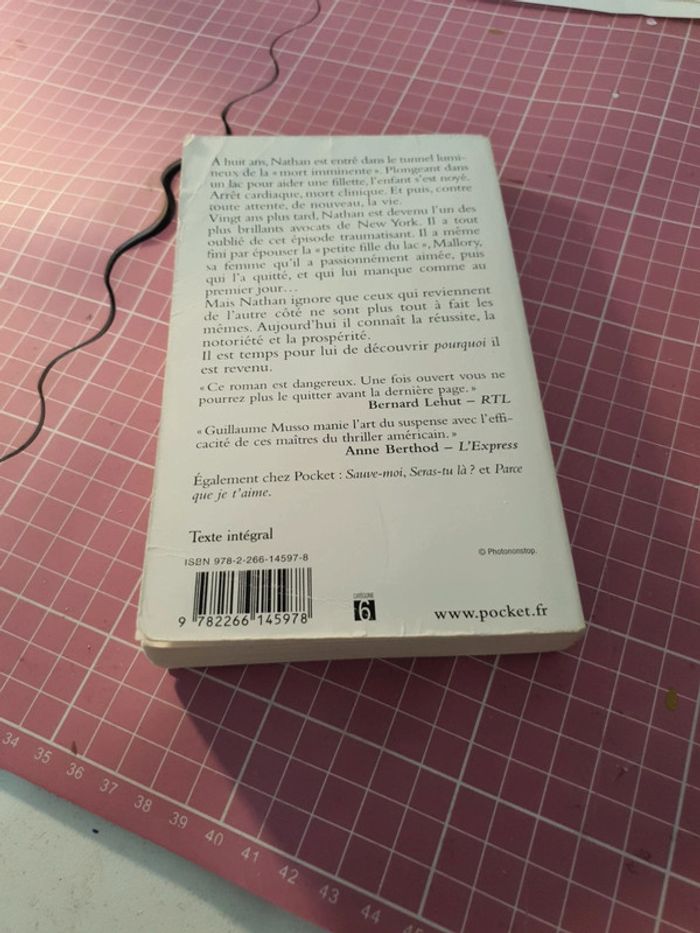 A huit ans, Nathan est entré dans le tunnel lumi-
neux de la « mort imminente ». Plongeant dans
un lac pour aider une fillette, l'enfant s'est noyé.
Arrêt cardiaque, mort clinique. Et puis, contre
toute attente, de nouveau, la vie.
Vingt ans plus tard, Nathan est devenu l'un des
plus brillants avocats de New York. Il a tout
oublié de cet épisode traumatisant. Il a même
fini par épouser la « petite fille du lac », Mallory,
sa femme qu'il a passionnément aimée, puis
qui l'a quitté, et qui lui manque comme au
premier jour…
Mais Nathan ignore que ceux qui reviennent
de l'autre côté ne sont plus tout à fait les
mêmes. Aujourd'hui il connaît la réussite, la
notoriété et la prospérité.
Il est temps pour lui de découvrir pourquoi il
est revenu.
« Ce roman est dangereux. Une fois ouvert vous ne
pourrez plus le quitter avant la dernière page. »
Bernard Lehut – RTL
« Guillaume Musso manie l'art du suspense avec l'effi-
cacité de ces maîtres du thriller américain. »
Anne Berthod – L'Express
Également chez Pocket : Sauve-moi, Seras-tu là ? et Parce
que je t'aime.
Texte intégral
ISBN 978-2-266-14597-8
© Photononstop.
9 782266 145978
CATÉGORIE
6
www.pocket.fr
34 35 36 37 38 39 40 41 42 43 44 45